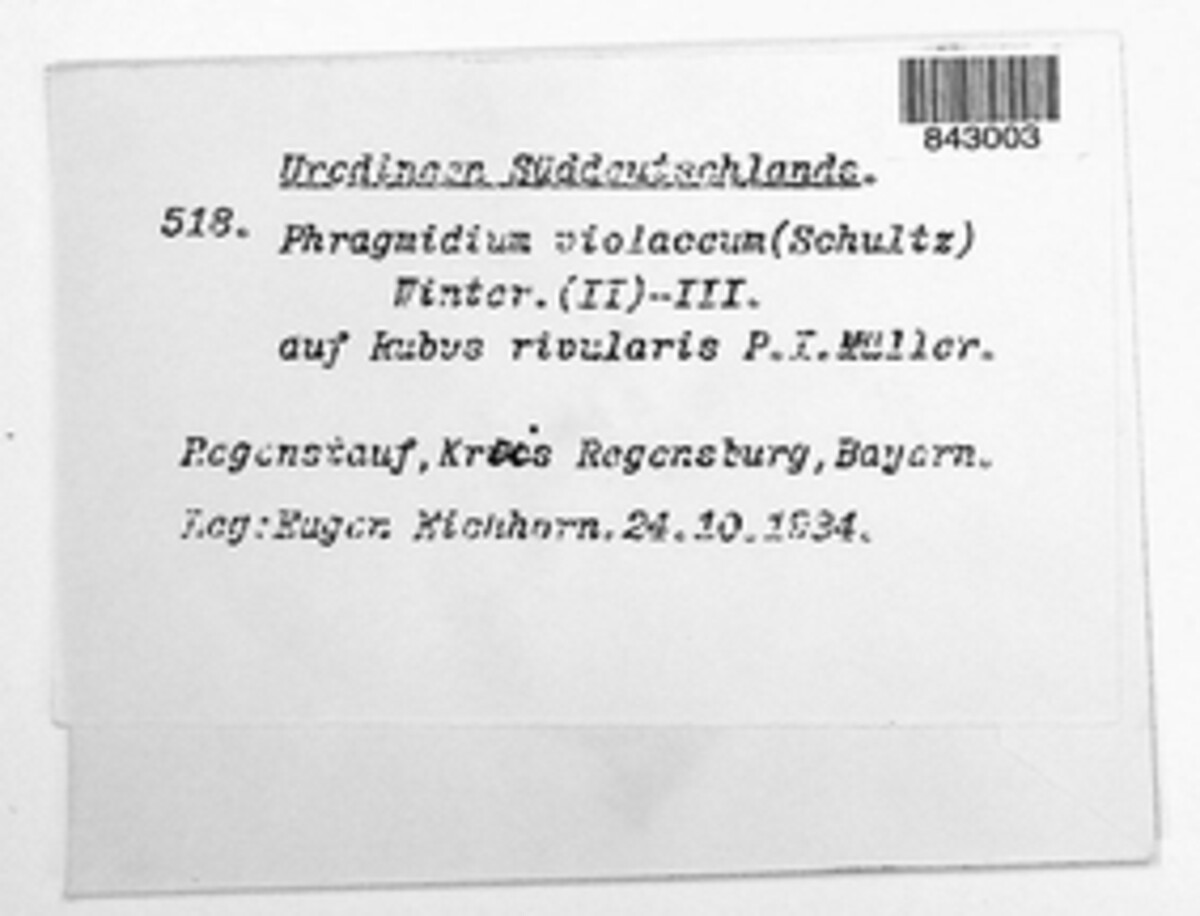 843003
Uredineen Süddeutschlands.
518. Phragmidium violaceum(Schultz)
Winter.(II)--III.
auf Rubus rivularis P.I.Müller.
Regenstauf,Kreis Regensburg,Bayern.
Leg:Eugen Eichhorn.24.10.1934.